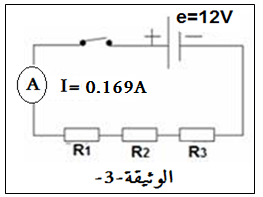 e=12V
+ −
A I= 0.169A
R1 R2 R3
الوثيقة-3-